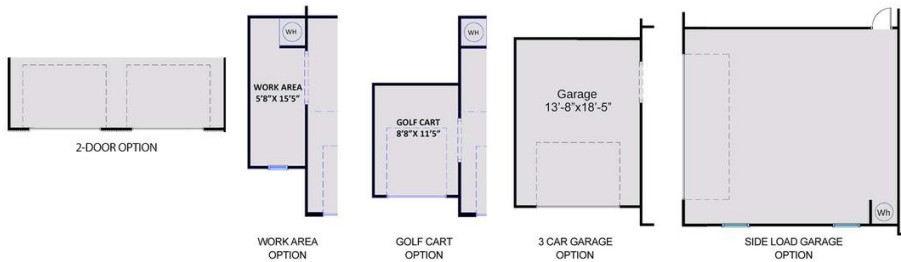 2-DOOR OPTION
WH
WORK AREA
5'8"X 15'5"
WORK AREA
OPTION
WH
GOLF CART
8'8"X 11'5"
GOLF CART
OPTION
Garage
13'-8"x18'-5"
3 CAR GARAGE
OPTION
Wh
SIDE LOAD GARAGE
OPTION